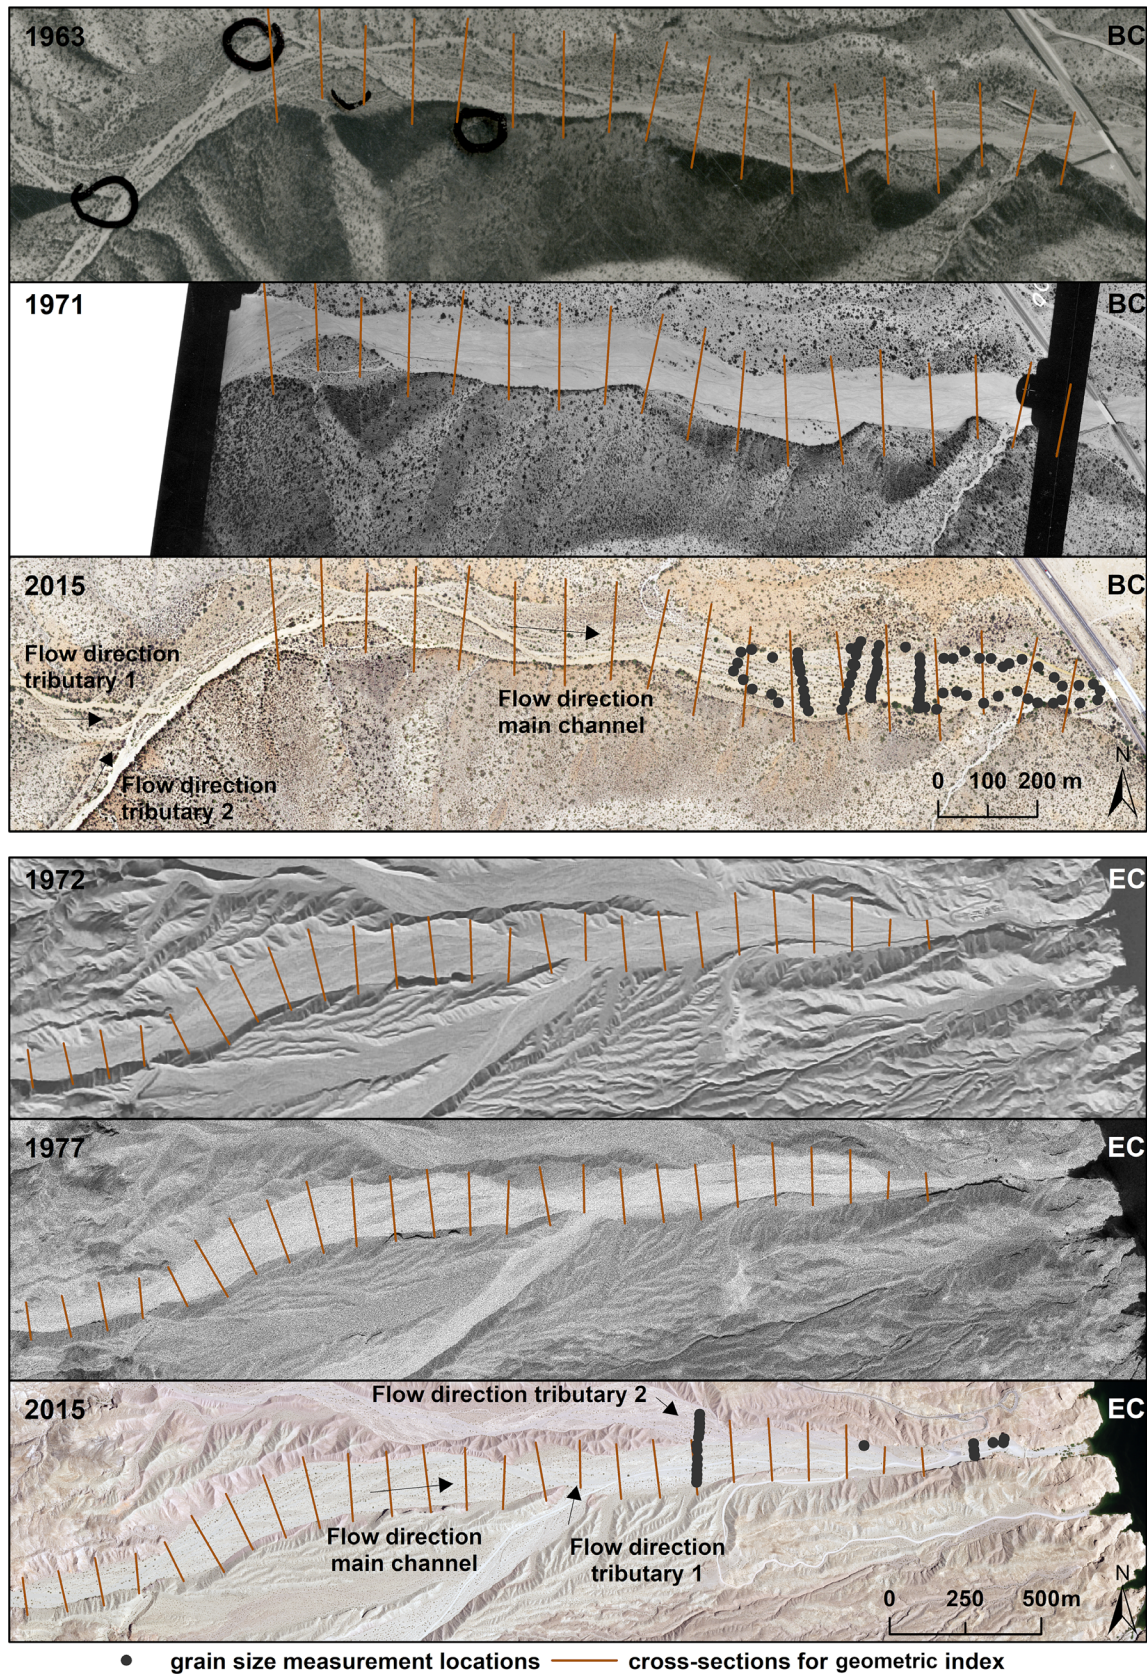 1963
BC
1971
BC
2015
BC
Flow direction
tributary 1
Flow direction
main channel
Flow direction
tributary 2
N
0 100 200 m
1972
EC
1977
EC
2015
EC
Flow direction tributary 2
Flow direction
main channel
Flow direction
tributary 1
N
0 250 500m
grain size measurement locations
cross-sections for geometric index